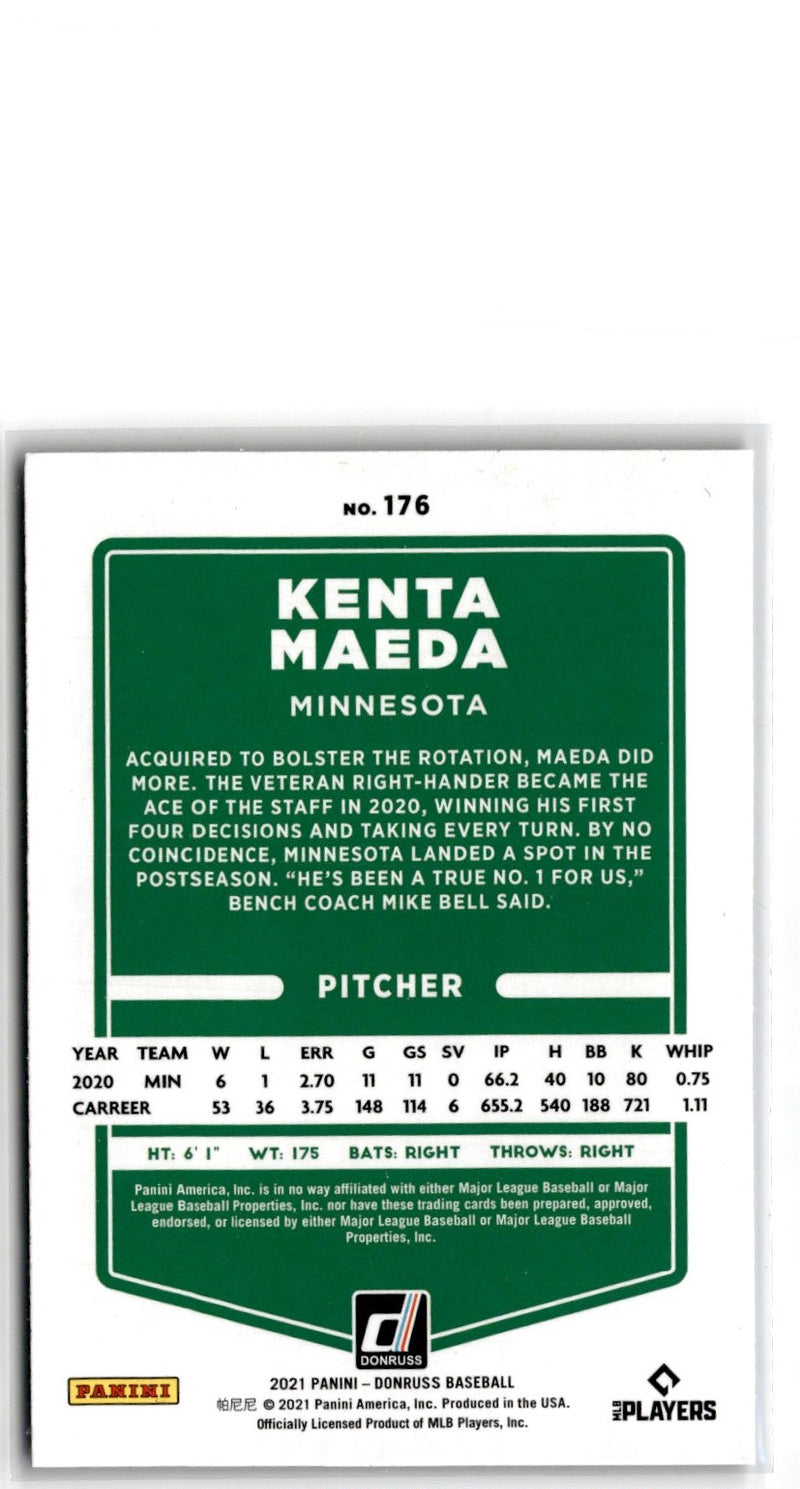 NO. 176
KENTA
MAEDA
MINNESOTA
ACQUIRED TO BOLSTER THE ROTATION, MAEDA DID
MORE. THE VETERAN RIGHT-HANDER BECAME THE
ACE OF THE STAFF IN 2020, WINNING HIS FIRST
FOUR DECISIONS AND TAKING EVERY TURN. BY NO
COINCIDENCE, MINNESOTA LANDED A SPOT IN THE
POSTSEASON. “HE’S BEEN A TRUE NO. 1 FOR US,”
BENCH COACH MIKE BELL SAID.
PITCHER
YEAR TEAM W L ERR G GS SV IP H BB K WHIP
2020 MIN 6 1 2.70 11 11 0 66.2 40 10 80 0.75
CARREER 53 36 3.75 148 114 6 655.2 540 188 721 1.11
HT: 6' 1" WT: 175 BATS: RIGHT THROWS: RIGHT
Panini America, Inc. is in no way affiliated with either Major League Baseball or Major
League Baseball Properties, Inc. nor have these trading cards been prepared, approved,
endorsed, or licensed by either Major League Baseball or Major League Baseball
Properties, Inc.
d
DONRUSS
PANINI
2021 PANINI – DONRUSS BASEBALL
帕尼尼 © 2021 Panini America, Inc. Produced in the USA.
Officially Licensed Product of MLB Players, Inc.
MLB PLAYERS